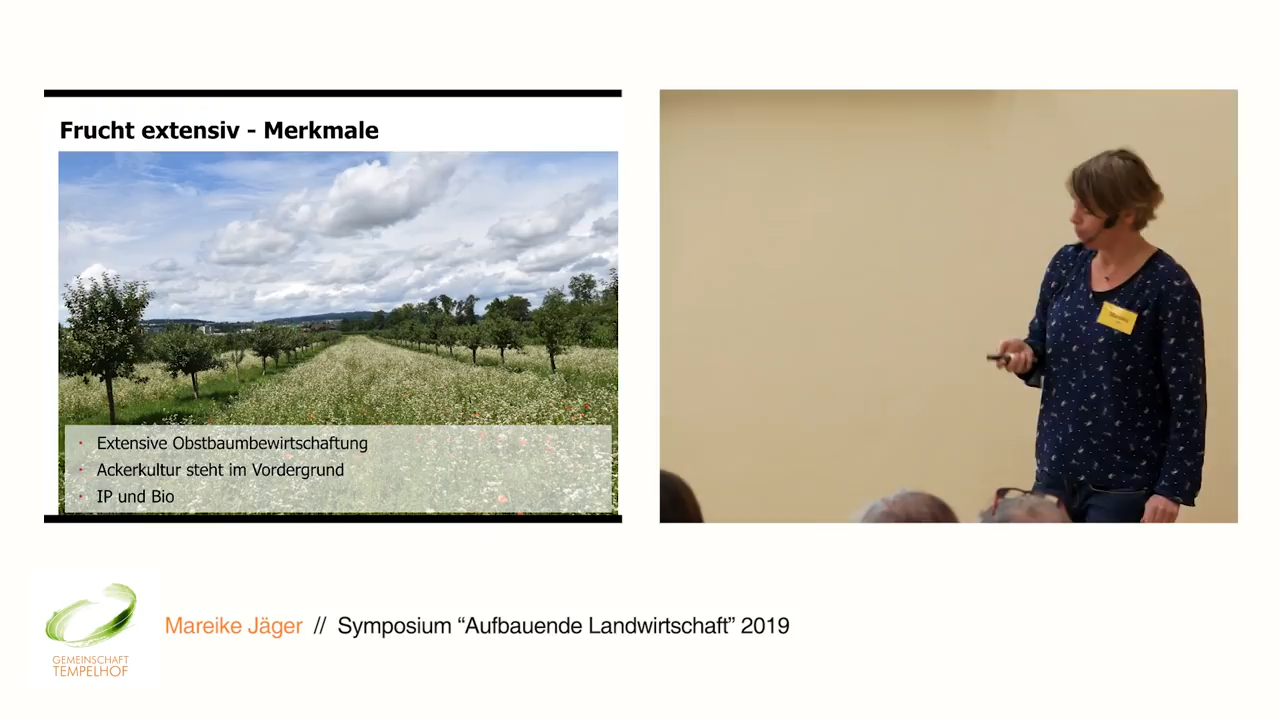 Frucht extensiv - Merkmale
Extensive Obstbaumbewirtschaftung
Ackerkultur steht im Vordergrund
IP und Bio
GEMEINSCHAFT
TEMPELHOF
Mareike Jäger // Symposium “Aufbauende Landwirtschaft” 2019